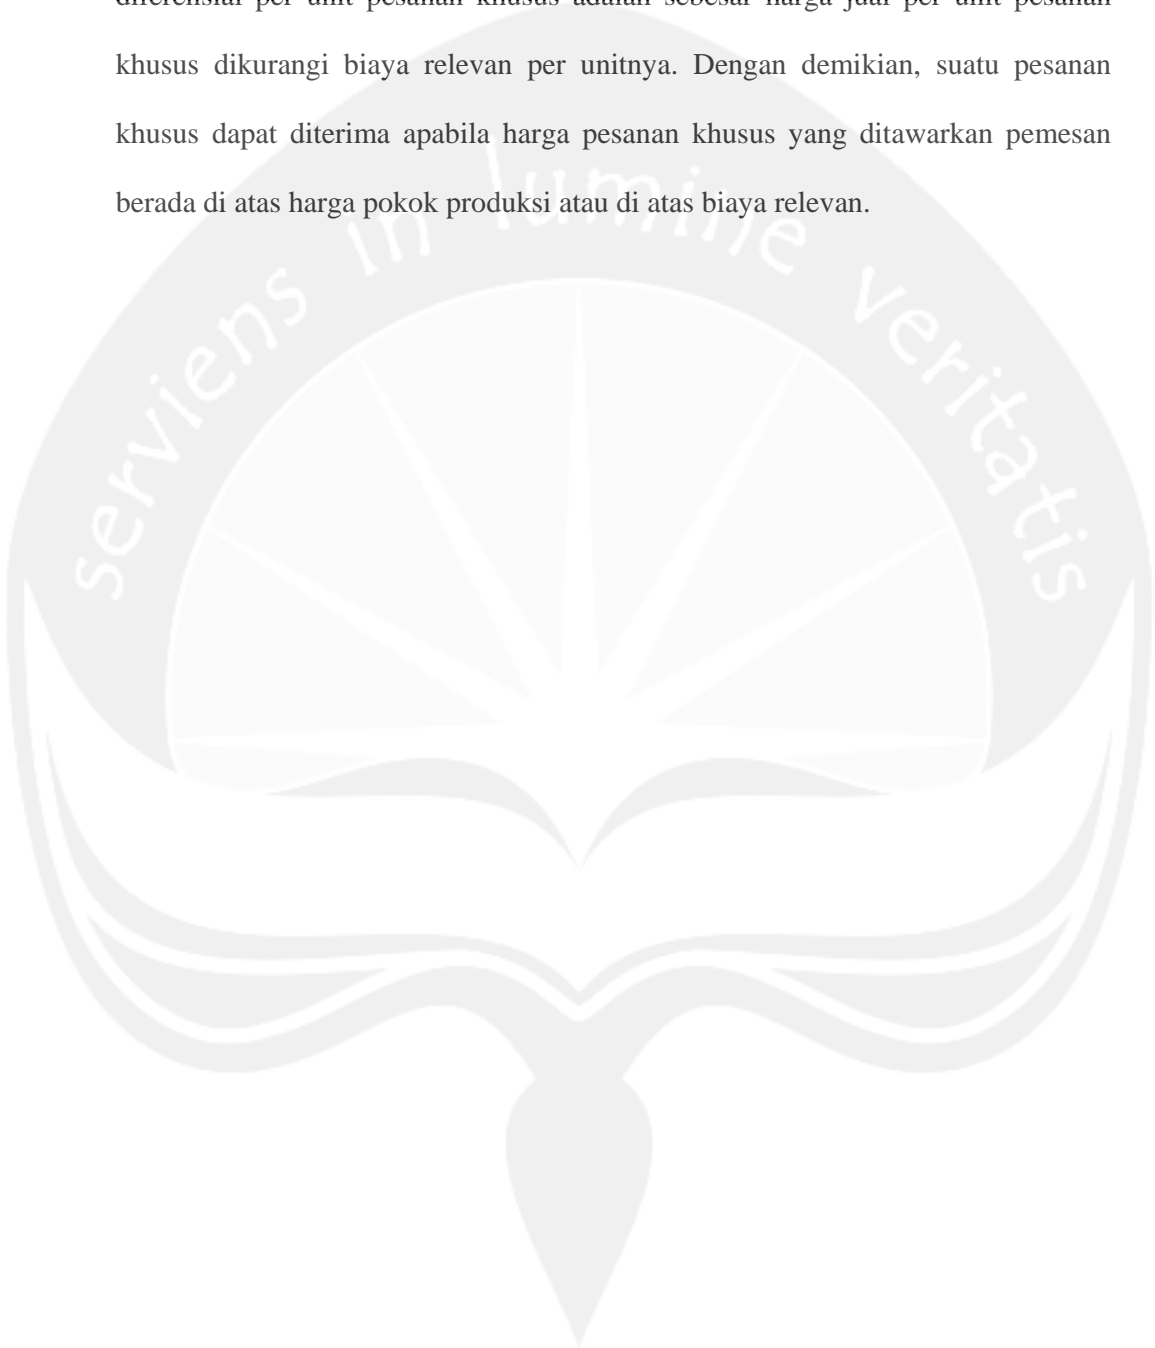 diferensial per unit pesanan khusus adalah sebesar harga jual per unit pesanan
khusus dikurangi biaya relevan per unitnya. Dengan demikian, suatu pesanan
khusus dapat diterima apabila harga pesanan khusus yang ditawarkan pemesan
berada di atas harga pokok produksi atau di atas biaya relevan.
serviens in lumine veritatis